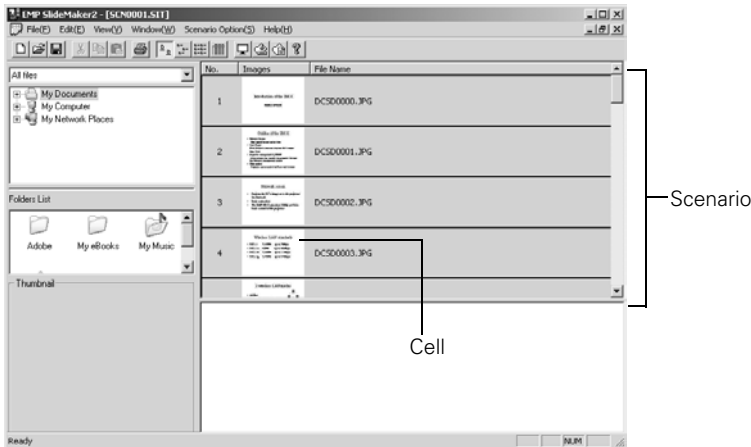 EMP SlideMaker2 - [SCN0001.SIT]
File(F) Edit(E) View(V) Window(W) Scenario Option(S) Help(H)
All files
My Documents
My Computer
My Network Places
Folders List
Adobe My eBooks My Music
Thumbnail
No. Images File Name
1 DCSD0000.JPG
2 DCSD0001.JPG
3 DCSD0002.JPG
4 DCSD0003.JPG
Scenario
Cell
Ready NUM